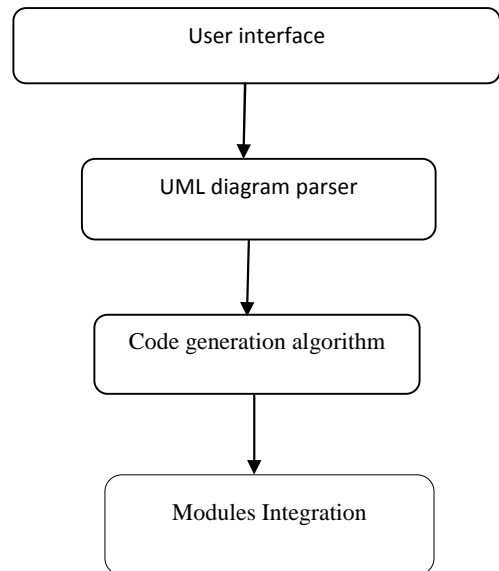 User interface
UML diagram parser
Code generation algorithm
Modules Integration